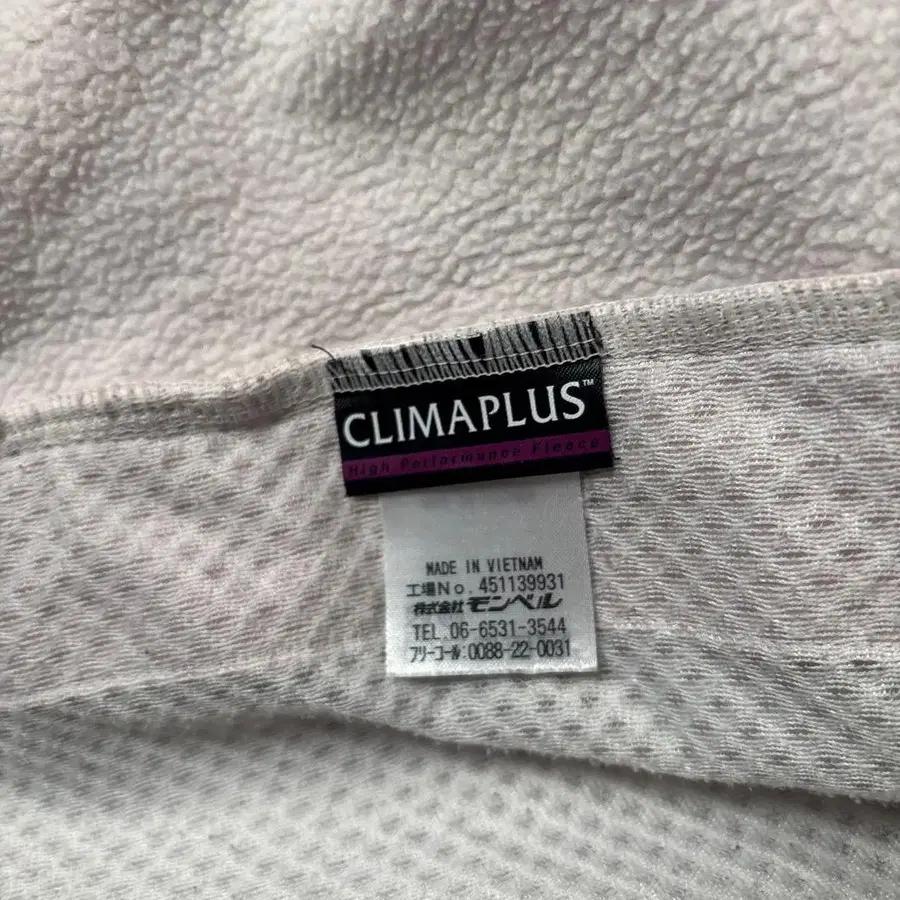 CLIMAPLUS™
High Performance Fleece
MADE IN VIETNAM
工場No. 451139931
株式会社モンベル
TEL.06-6531-3544
フリーコール:0088-22-0031